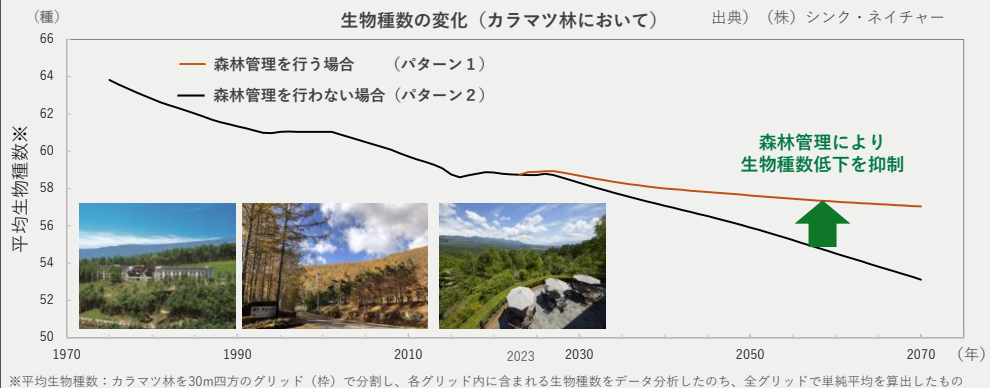 (種)
生物種数の変化（カラマツ林において）
出典）（株）シンク・ネイチャー
66
64
62
60
58
56
54
52
50
平均生物種数※
森林管理を行う場合　　（パターン１）
森林管理を行わない場合（パターン２）
森林管理により
生物種数低下を抑制
1970
1990
2010
2023
2030
2050
2070
（年）
※平均生物種数：カラマツ林を30m四方のグリッド（枠）で分割し、各グリッド内に含まれる生物種数をデータ分析したのち、全グリッドで単純平均を算出したもの